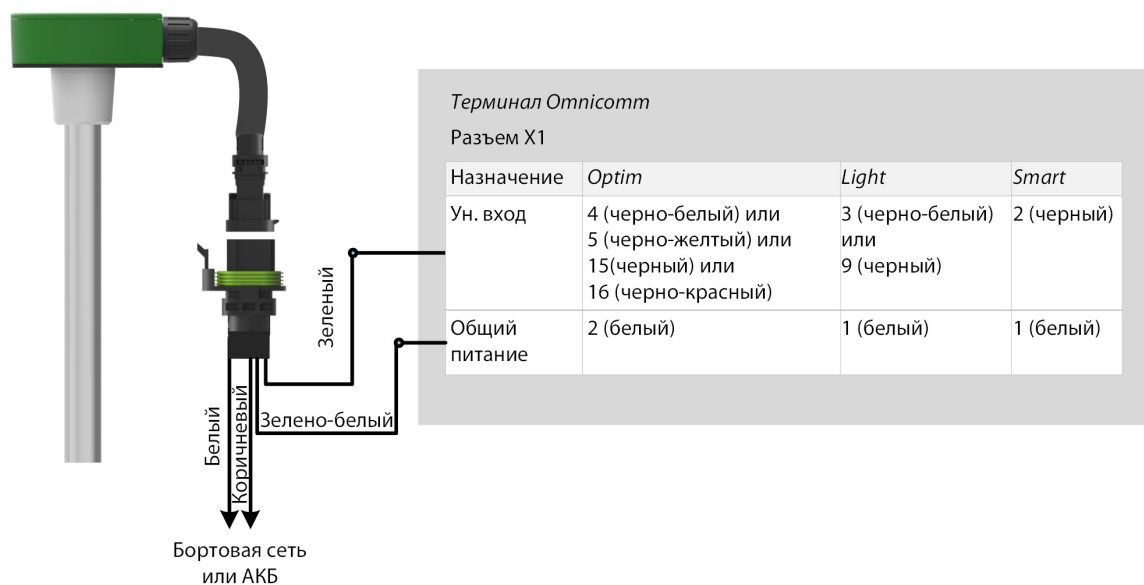 Терминал Omnicomm
Разъем X1
Назначение Optim Light Smart
Ун. вход 4 (черно-белый) или 3 (черно-белый) 2 (черный)
5 (черно-желтый) или или
15(черный) или 9 (черный)
16 (черно-красный)
Общий 2 (белый) 1 (белый) 1 (белый)
питание
Зеленый
Зелено-белый
Белый
Коричневый
Бортовая сеть
или АКБ